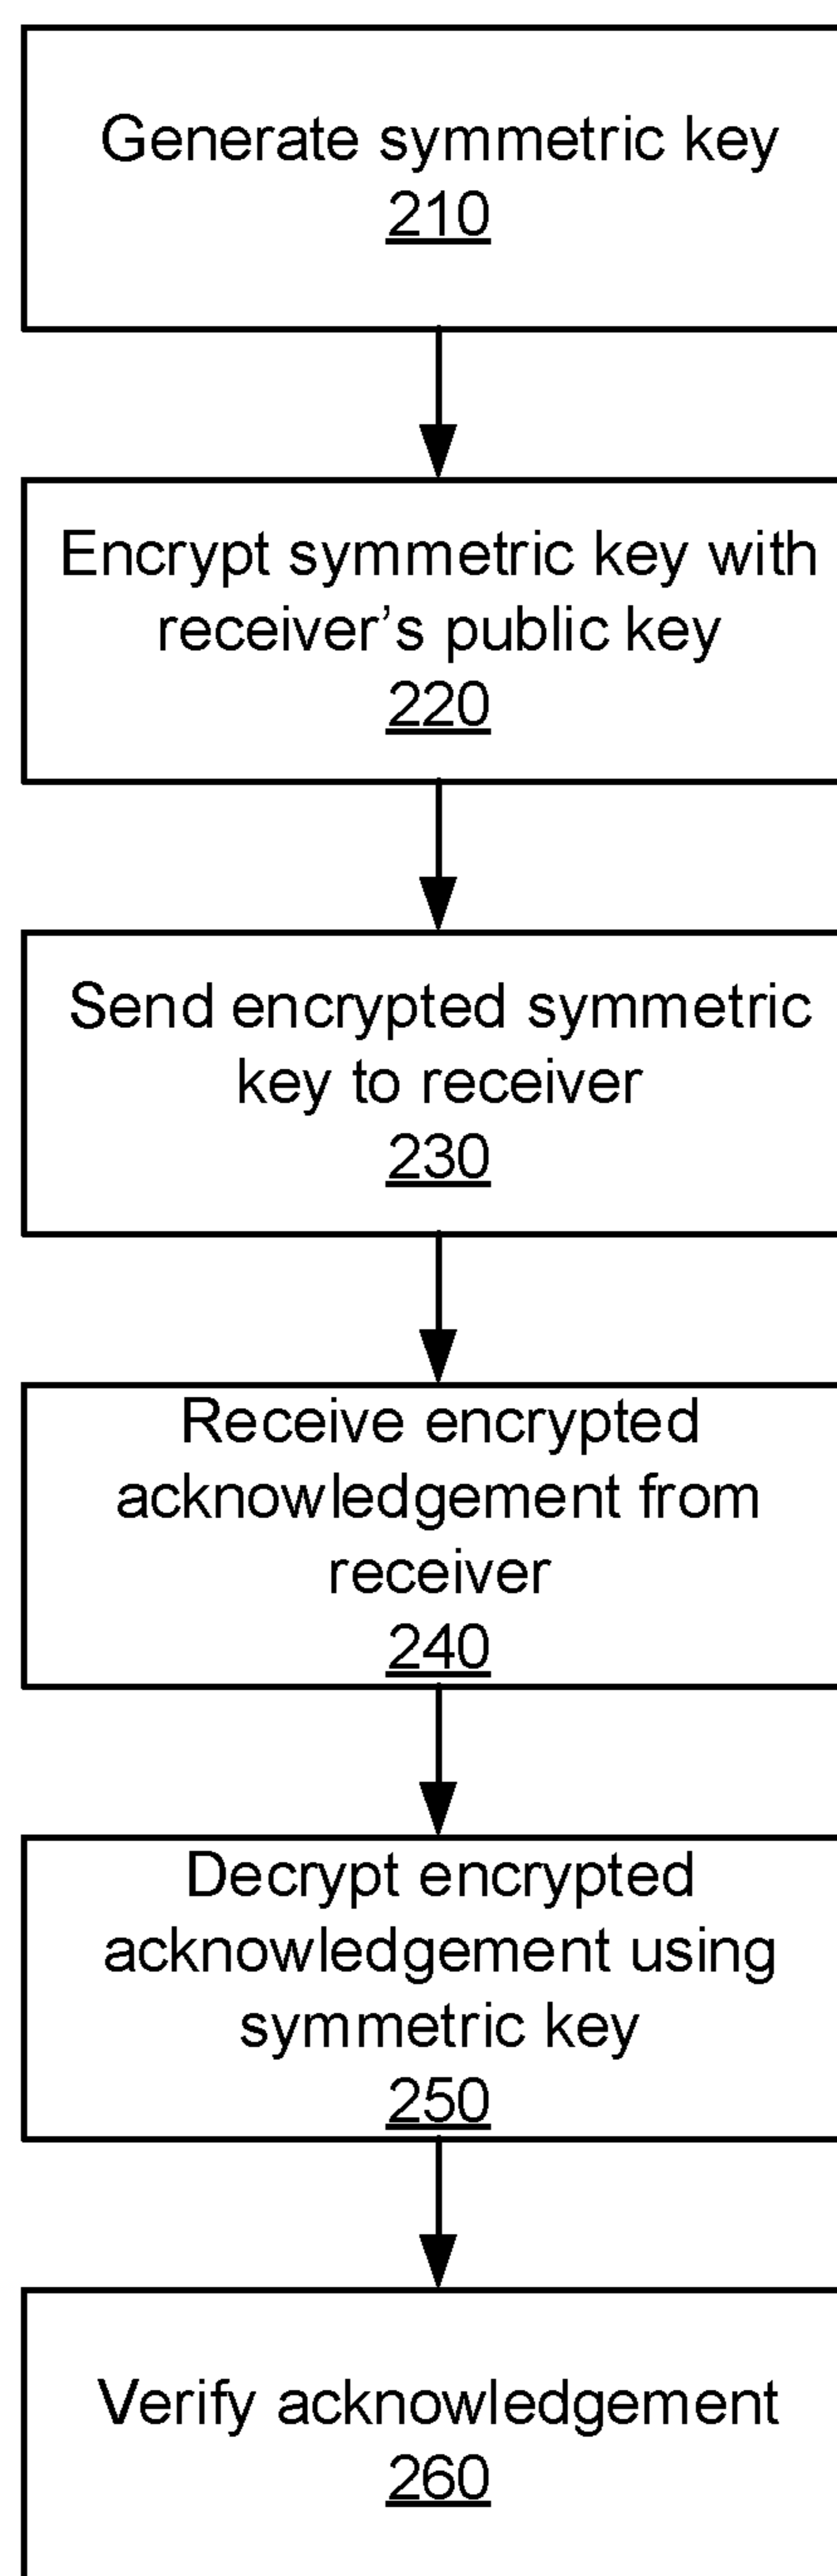 Generate symmetric key
210
Encrypt symmetric key with
receiver's public key
220
Send encrypted symmetric
key to receiver
230
Receive encrypted
acknowledgement from
receiver
240
Decrypt encrypted
acknowledgement using
symmetric key
250
Verify acknowledgement
260